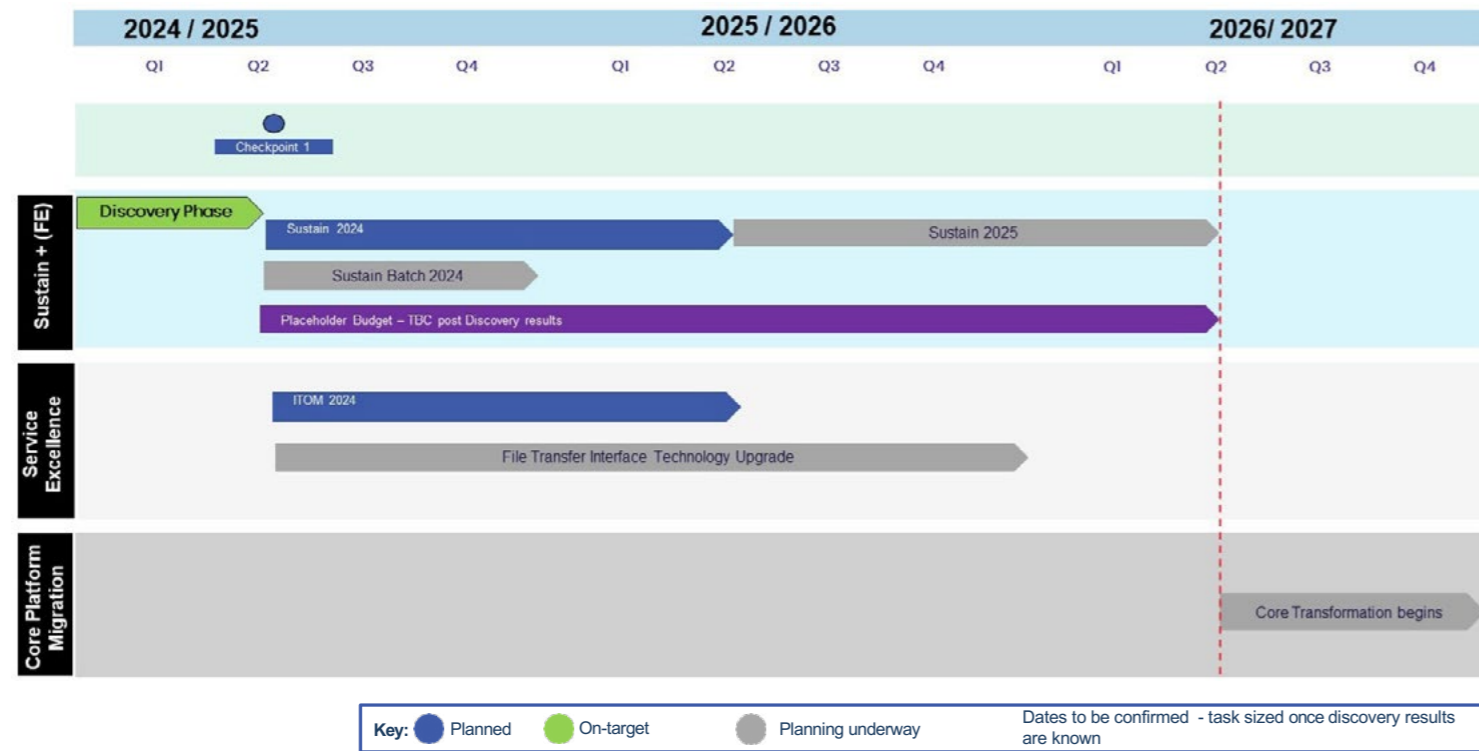 2024 / 2025
2025 / 2026
2026/ 2027
Q1 Q2 Q3 Q4 Q1 Q2 Q3 Q4 Q1 Q2 Q3 Q4
Checkpoint 1
Sustain + (FE)
Discovery Phase
Sustain 2024
Sustain 2025
Sustain Batch 2024
Placeholder Budget – TBC post Discovery results
Service
Excellence
ITOM 2024
File Transfer Interface Technology Upgrade
Core Platform
Migration
Core Transformation begins
Key: Planned On-target Planning underway
Dates to be confirmed - task sized once discovery results
are known